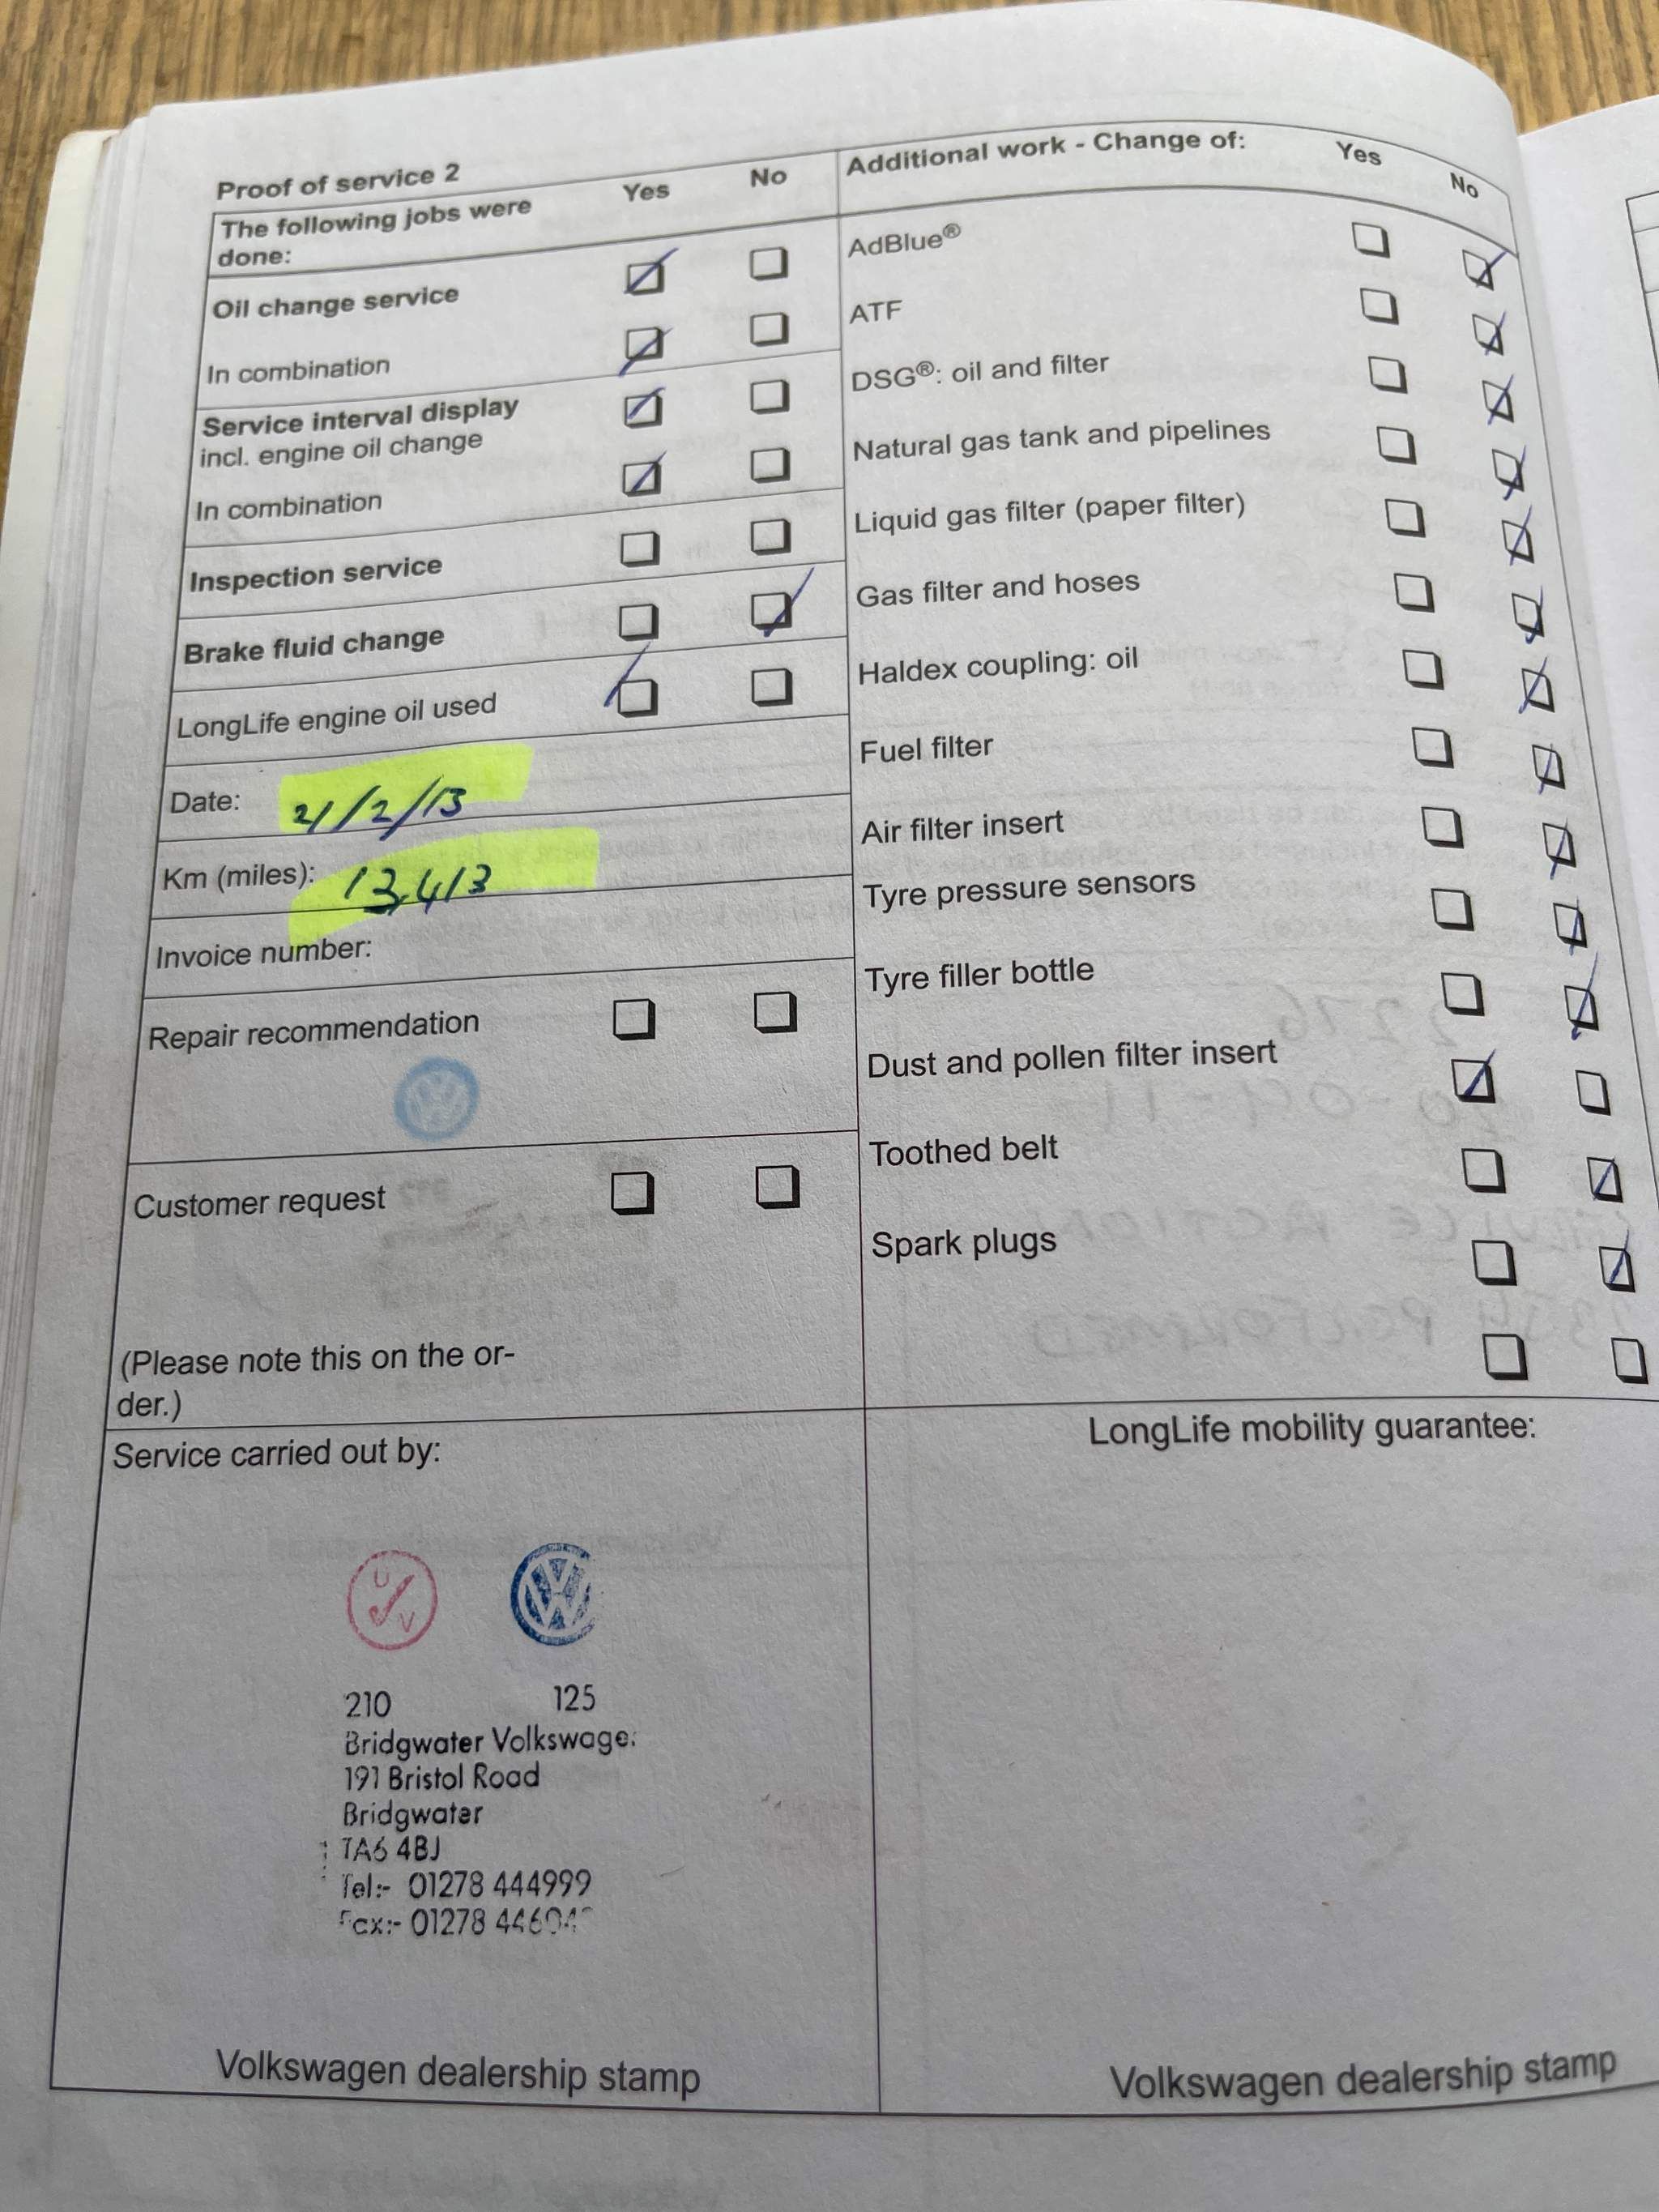 Proof of service 2
Yes No
The following jobs were
done:
Oil change service
In combination
Service interval display
incl. engine oil change
In combination
Inspection service
Brake fluid change
LongLife engine oil used
Date: 21/2/13
Km (miles): 13,413
Invoice number:
Repair recommendation
Customer request
(Please note this on the or-
der.)
Additional work - Change of:
Yes No
AdBlue®
ATF
DSG®: oil and filter
Natural gas tank and pipelines
Liquid gas filter (paper filter)
Gas filter and hoses
Haldex coupling: oil
Fuel filter
Air filter insert
Tyre pressure sensors
Tyre filler bottle
Dust and pollen filter insert
Toothed belt
Spark plugs
Service carried out by:
U V
210 125
Bridgwater
191 Bristol Road
Bridgwater
TA6 4BJ
Tel:- 01278 444999
01278
Volkswagen dealership stamp
LongLife mobility guarantee:
Volkswagen dealership stamp